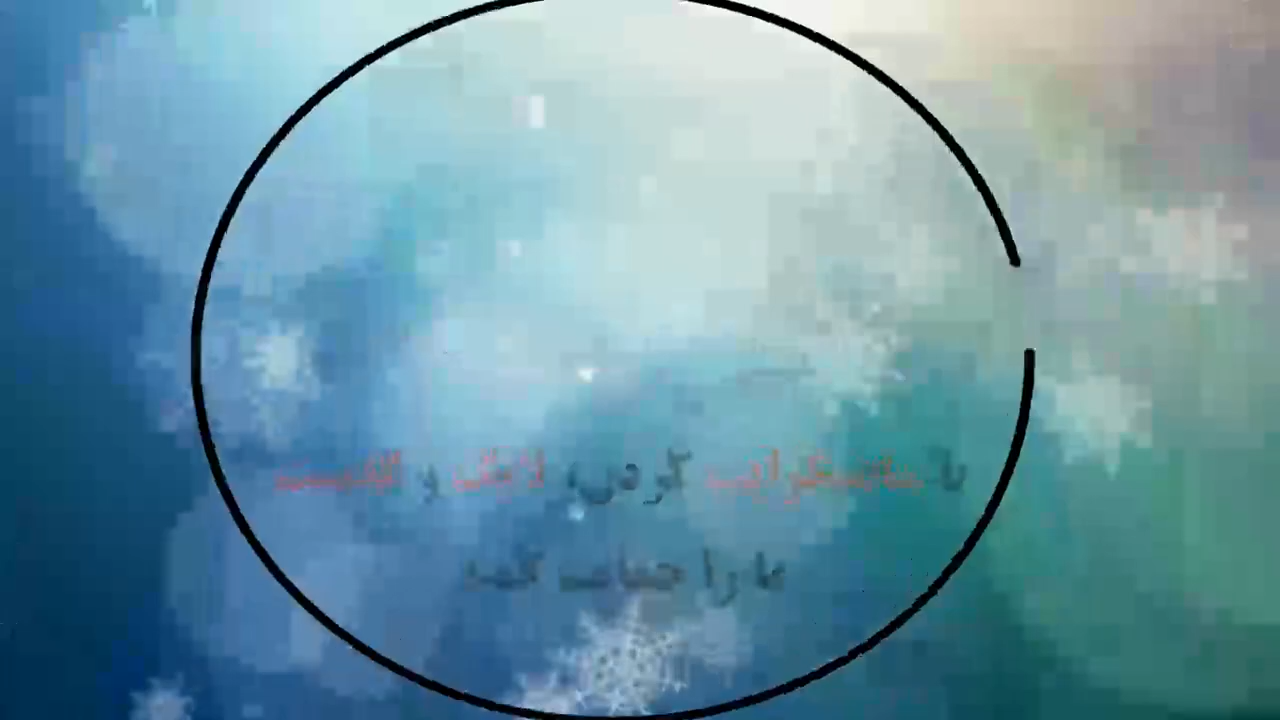 با سابسکرایب کردن، لایک و کامنت
ما را حمایت کنید